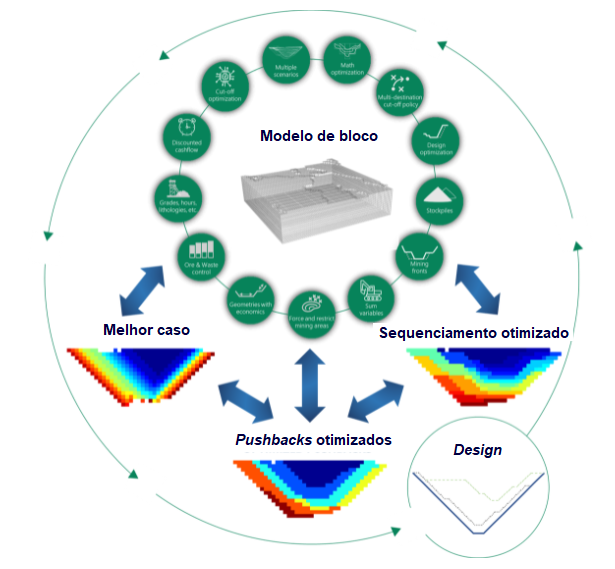 Multiple
scenarios
Math
optimization
Cut-off
optimization
Multi-destination
cut-off policy
Modelo de bloco
Discounted
cashflow
Design
optimization
Grades, hours,
lithologies, etc
Stockpiles
Ore & Waste
control
Mining
fronts
Geometries with
economics
Sum
variables
Force and restrict
mining areas
Melhor caso
Sequenciamento otimizado
Pushbacks otimizados
Design